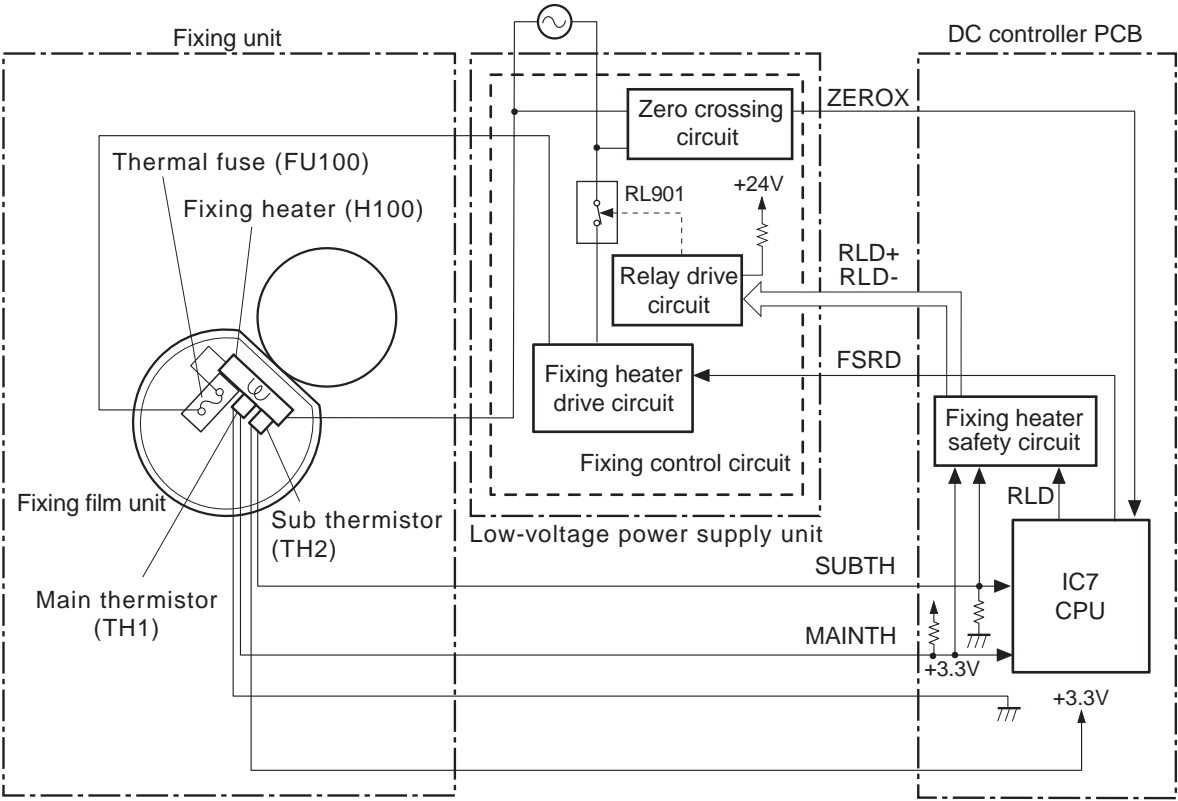 Fixing unit
DC controller PCB
Zero crossing
circuit
ZEROX
Thermal fuse (FU100)
Fixing heater (H100)
RL901
+24V
Relay drive
circuit
RLD+
RLD-
Fixing heater
drive circuit
FSRD
Fixing heater
safety circuit
Fixing control circuit
RLD
Fixing film unit
Sub thermistor
(TH2)
Low-voltage power supply unit
SUBTH
IC7
CPU
Main thermistor
(TH1)
MAINTH
+3.3V
+3.3V